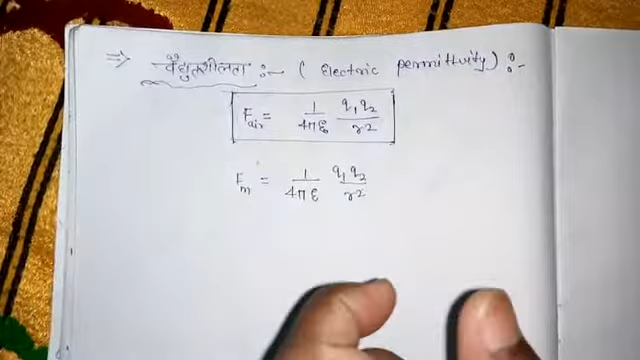 ⇒ वैद्युतशीलता :- ( Electric permittivity) :-
F_air = 1/4πε₀ q₁q₂/r2
F_m = 1/4πε q₁q₂/r2